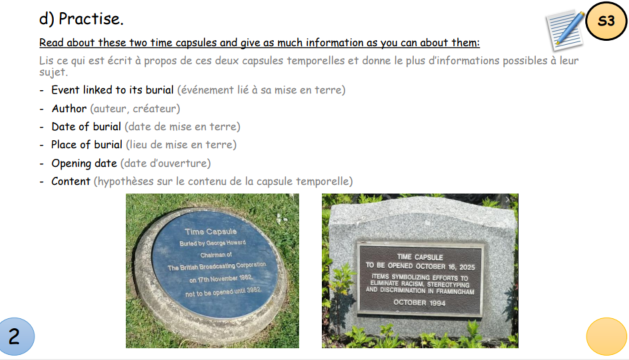 d) Practise.
S3
Read about these two time capsules and give as much information as you can about them:
Lis ce qui est écrit à propos de ces deux capsules temporelles et donne le plus d'informations possibles à leur
sujet.
- Event linked to its burial (événement lié à sa mise en terre)
- Author (auteur, créateur)
- Date of burial (date de mise en terre)
- Place of burial (lieu de mise en terre)
- Opening date (date d'ouverture)
- Content (hypothèses sur le contenu de la capsule temporelle)
Time Capsule
Buried by George Howard
Chairman of
The British Broadcasting Corporation
on 17th November 1982
not to be opened until 3982
TIME CAPSULE
TO BE OPENED OCTOBER 16, 2025
ITEMS SYMBOLIZING EFFORTS TO
ELIMINATE RACISM, STEREOTYPING
AND DISCRIMINATION IN FRAMINGHAM
OCTOBER 1994
2